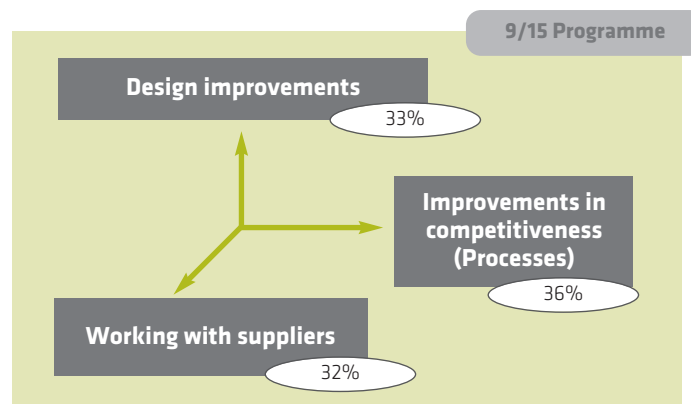 9/15 Programme
Design improvements
33%
Improvements in
competitiveness
(Processes)
36%
Working with suppliers
32%